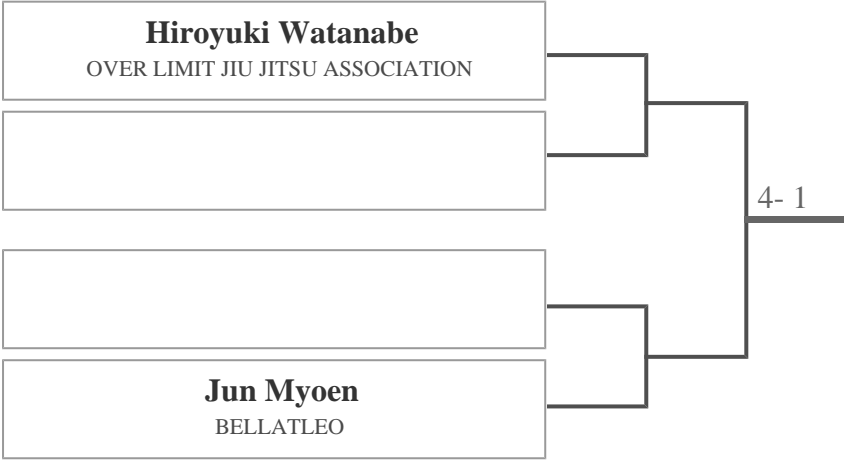 Hiroyuki Watanabe
OVER LIMIT JIU JITSU ASSOCIATION
4- 1
Jun Myoen
BELLATLEO